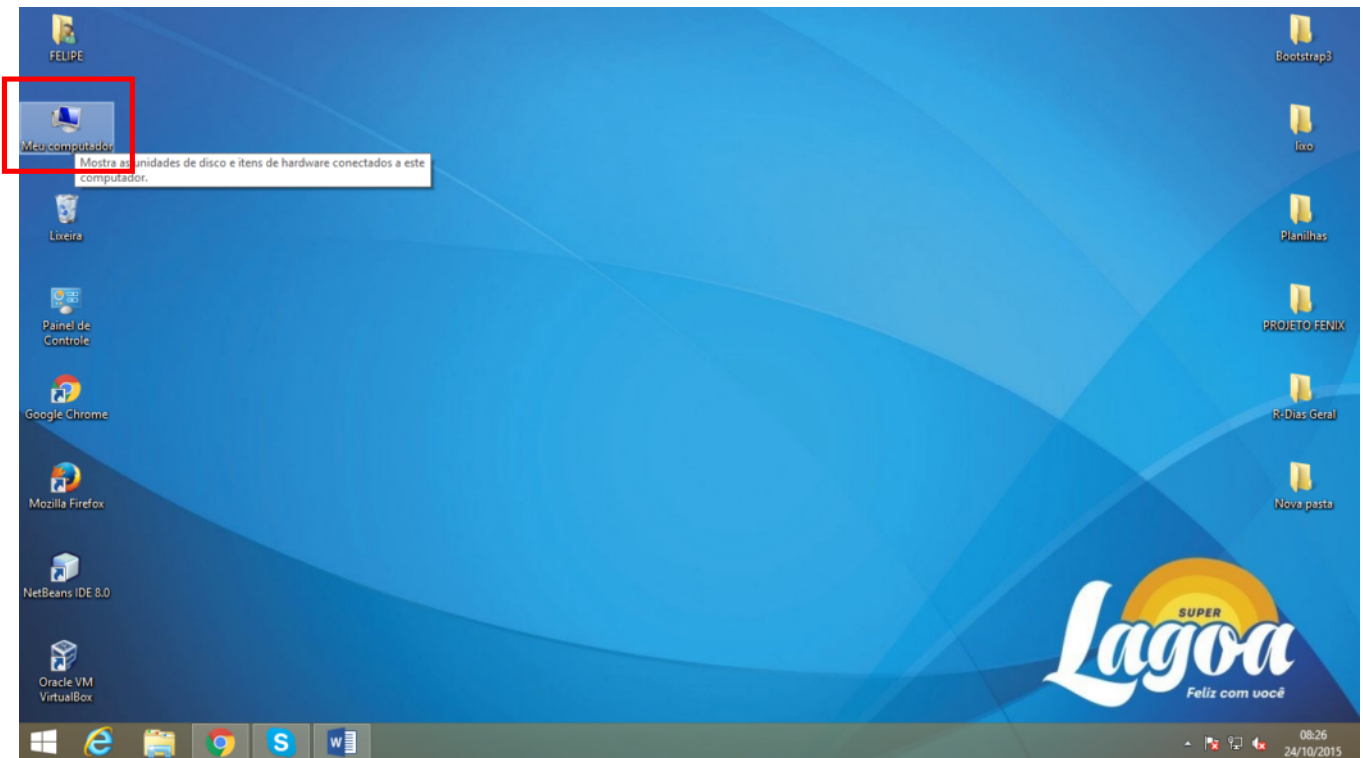 FELIPE
Meu computador
Mostra as unidades de disco e itens de hardware conectados a este
computador.
Lixeira
Painel de
Controle
Google Chrome
Mozilla Firefox
NetBeans IDE 8.0
Oracle VM
VirtualBox
Bootstrap3
lixo
Planilhas
PROJETO FENIX
R-Dias Geral
Nova pasta
SUPER
Lagoa
Feliz com você
08:26
24/10/2015